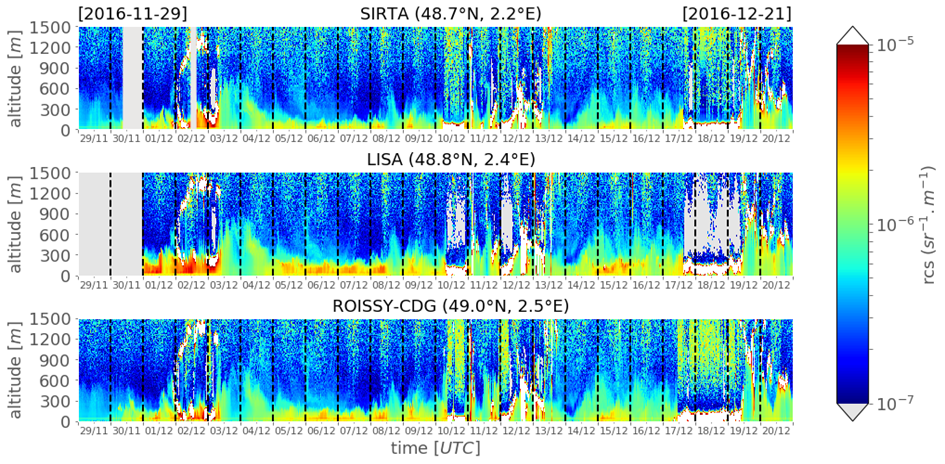 [2016-11-29] SIRTA (48.7°N, 2.2°E) [2016-12-21]
altitude [m]
1500
1200
900
600
300
0
29/11 30/11 01/12 02/12 03/12 04/12 05/12 06/12 07/12 08/12 09/12 10/12 11/12 12/12 13/12 14/12 15/12 16/12 17/12 18/12 19/12 20/12
LISA (48.8°N, 2.4°E)
altitude [m]
1500
1200
900
600
300
0
29/11 30/11 01/12 02/12 03/12 04/12 05/12 06/12 07/12 08/12 09/12 10/12 11/12 12/12 13/12 14/12 15/12 16/12 17/12 18/12 19/12 20/12
ROISSY-CDG (49.0°N, 2.5°E)
altitude [m]
1500
1200
900
600
300
0
29/11 30/11 01/12 02/12 03/12 04/12 05/12 06/12 07/12 08/12 09/12 10/12 11/12 12/12 13/12 14/12 15/12 16/12 17/12 18/12 19/12 20/12
time [UTC]
10⁻⁵
10⁻⁶
10⁻⁷
rcs (sr⁻¹. m⁻¹)